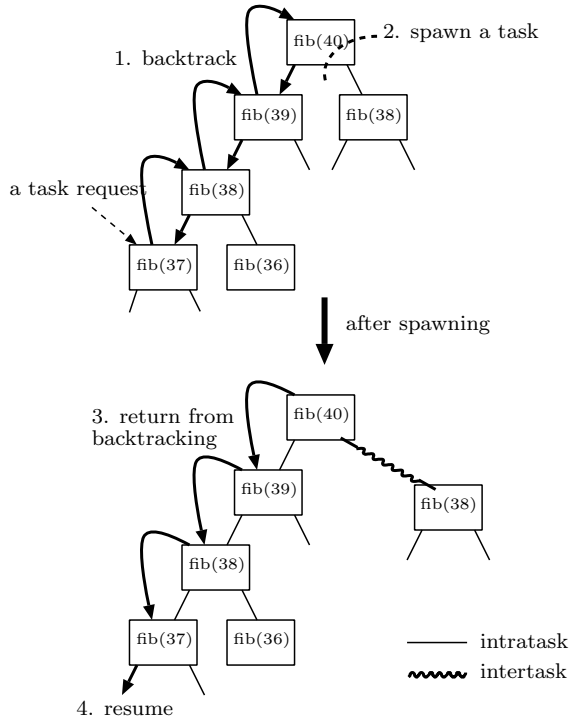 fib(40)
2. spawn a task
1. backtrack
fib(39)
fib(38)
a task request
fib(38)
fib(37)
fib(36)
after spawning
fib(40)
3. return from
backtracking
fib(39)
fib(38)
fib(38)
fib(37)
fib(36)
intratask
intertask
4. resume